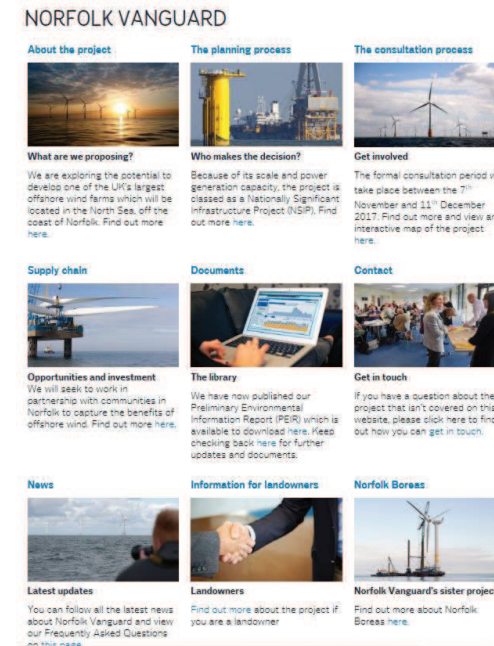 NORFOLK VANGUARD
About the project
What are we proposing?
We are exploring the potential to
develop one of the UK's largest
offshore wind farms which will be
located in the North Sea, off the
coast of Norfolk. Find out more
here.
The planning process
Who makes the decision?
Because of its scale and power
generation capacity, the project is
classed as a Nationally Significant
Infrastructure Project (NSIP). Find
out more here.
The consultation process
Get involved
The formal consultation period
take place between the 7th
November and 11th December
2017. Find out more and view
interactive map of the project
here.
Supply chain
Opportunities and investment
We will seek to work in
partnership with communities in
Norfolk to capture the benefits of
offshore wind. Find out more here.
Documents
The library
We have now published our
Preliminary Environmental
Information Report (PEIR) which is
available to download here. Keep
checking back here for further
updates and documents.
Contact
Get in touch
If you have a question about the
project that isn't covered on this
website, please click here to find
out how you can get in touch.
News
Latest updates
You can follow all the latest news
about Norfolk Vanguard and view
our Frequently Asked Questions
on this page
Information for landowners
Landowners
Find out more about the project if
you are a landowner
Norfolk Boreas
Norfolk Vanguard's sister project
Find out more about Norfolk
Boreas here.